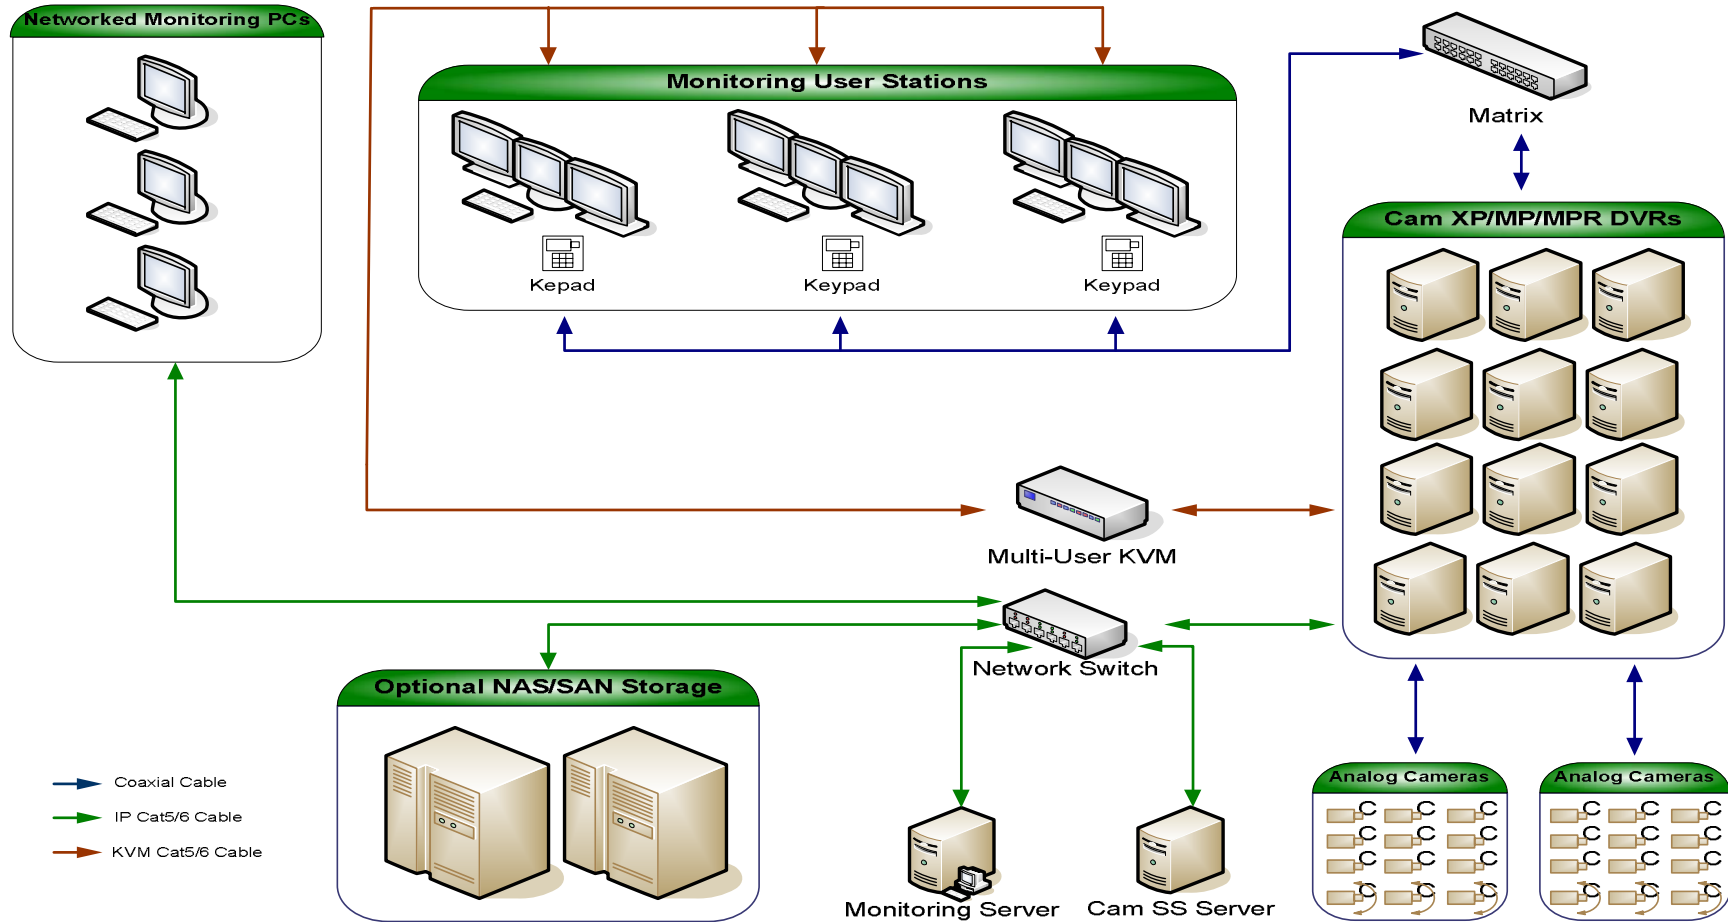 Networked Monitoring PCs
Monitoring User Stations
Matrix
Kepad
Keypad
Keypad
Cam XP/MP/MPR DVRs
Multi-User KVM
Network Switch
Optional NAS/SAN Storage
Analog Cameras
Analog Cameras
Coaxial Cable
IP Cat5/6 Cable
KVM Cat5/6 Cable
Monitoring Server
Cam SS Server